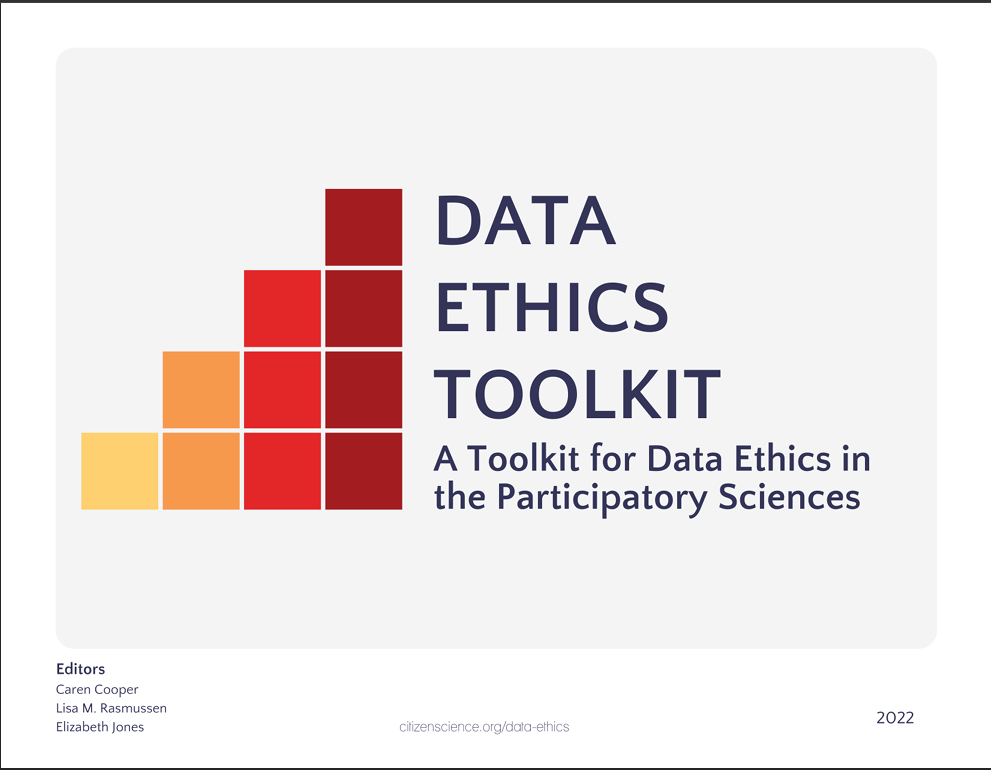 DATA
ETHICS
TOOLKIT
A Toolkit for Data Ethics in
the Participatory Sciences
Editors
Caren Cooper
Lisa M. Rasmussen
Elizabeth Jones
citizenscience.org/data-ethics
2022